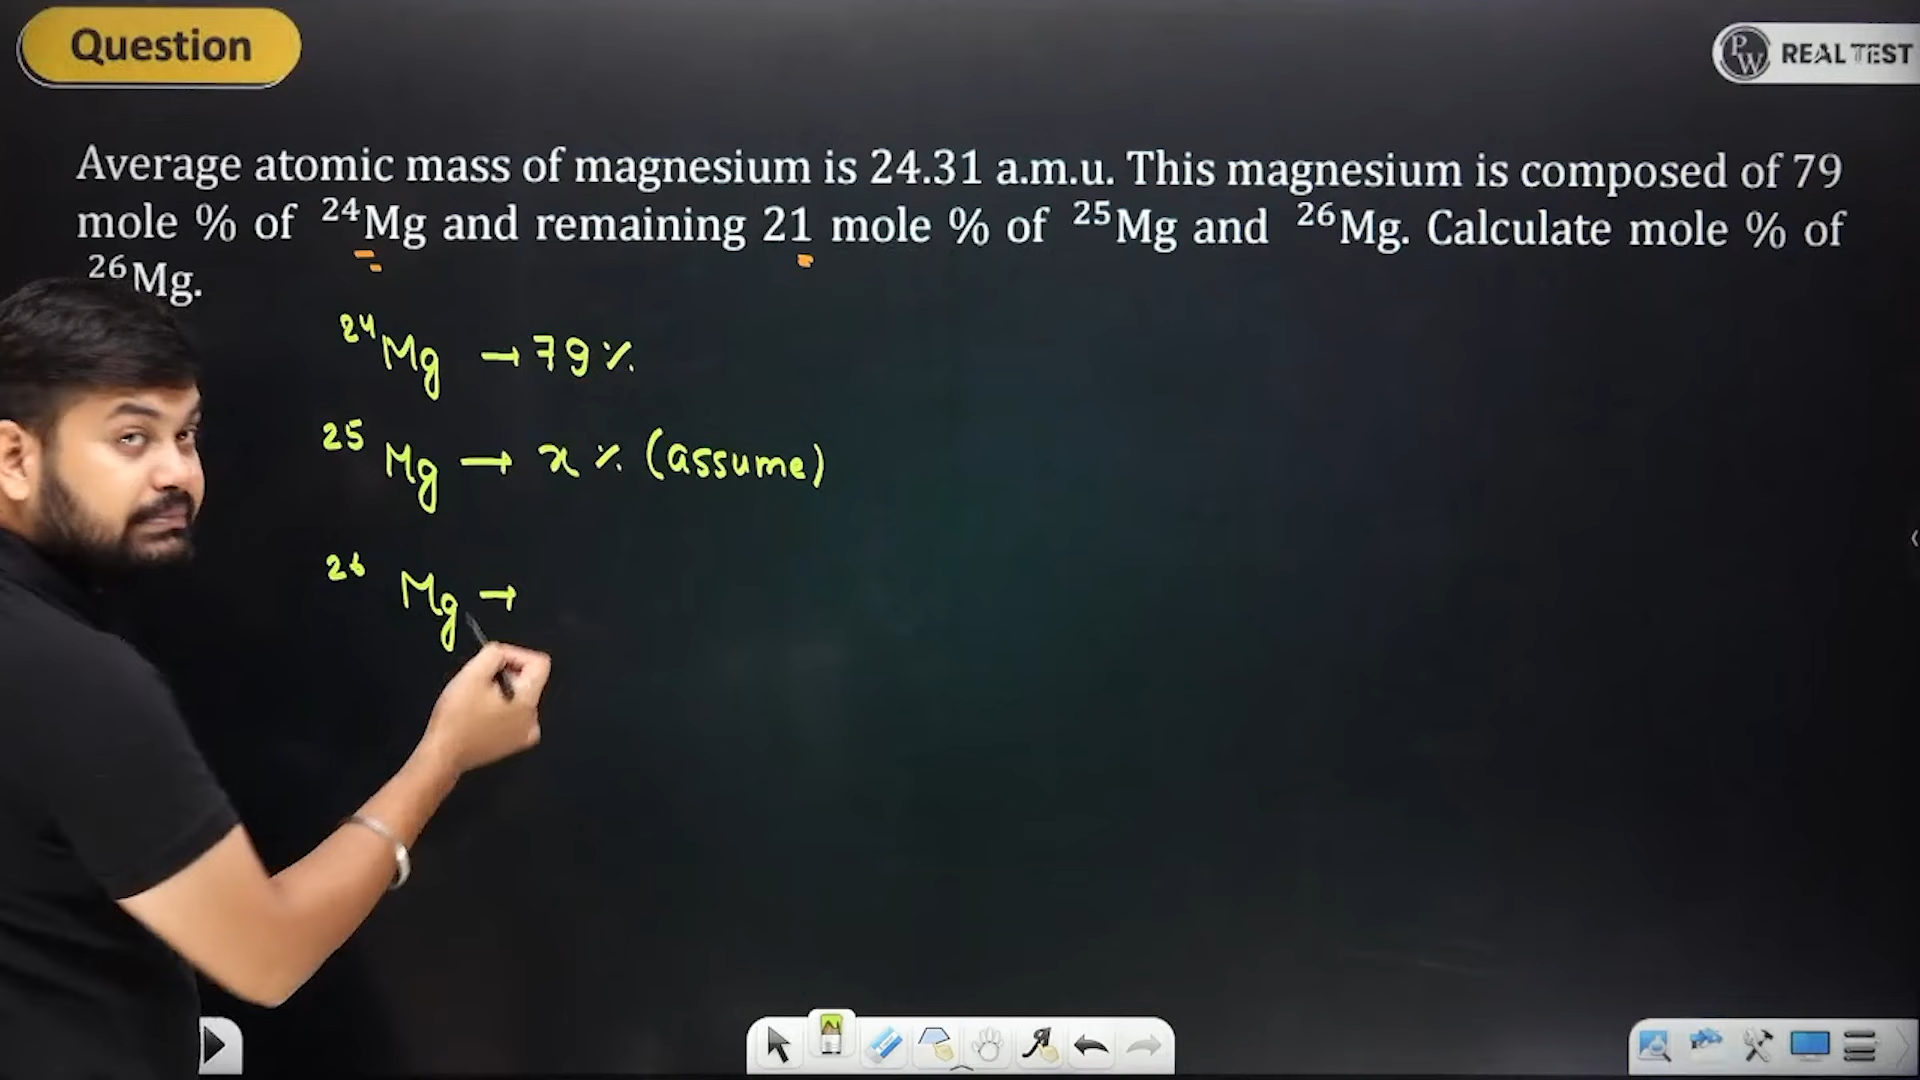 Question
PW REAL TEST
Average atomic mass of magnesium is 24.31 a.m.u. This magnesium is composed of 79
mole % of ²⁴Mg and remaining 21 mole % of ²⁵Mg and ²⁶Mg. Calculate mole % of
²⁶Mg.
²⁴Mg → 79 %
²⁵Mg → x % (assume)
²⁶Mg →